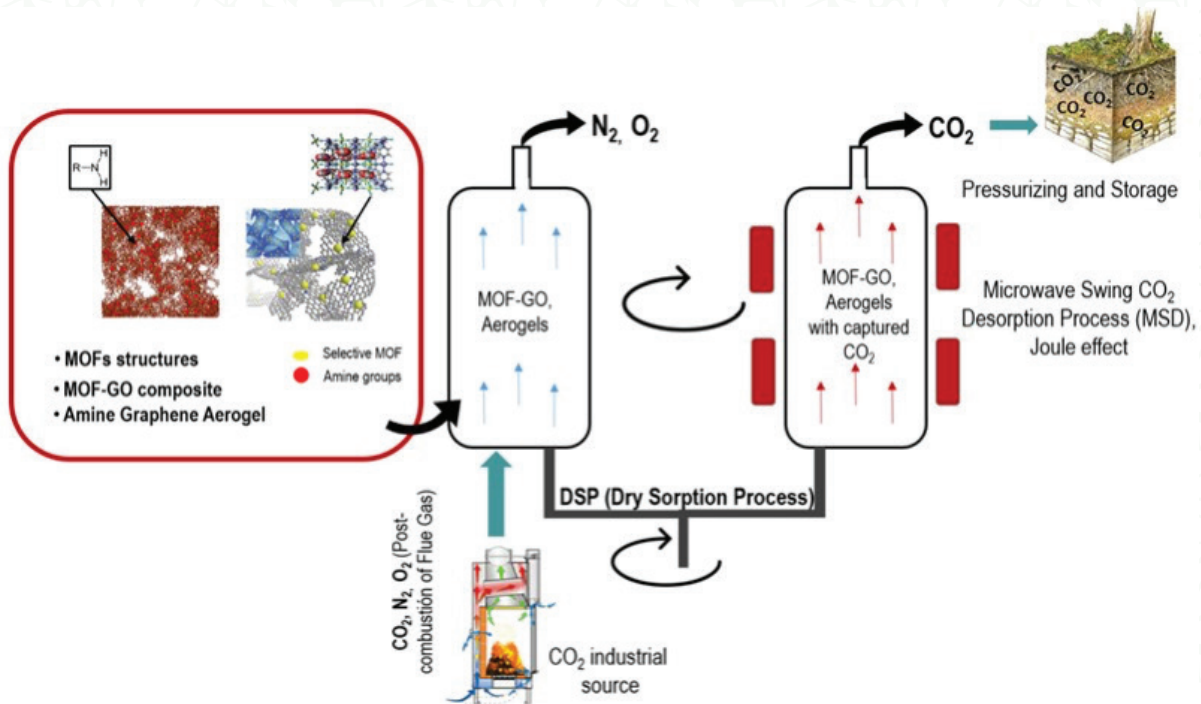 R
N
H
H
• MOFs structures
• MOF-GO composite
• Amine Graphene Aerogel
Selective MOF
Amine groups
N₂, O₂
MOF-GO,
Aerogels
CO₂, N₂, O₂ (Post-
combustión of Flue Gas)
CO₂ industrial
source
DSP (Dry Sorption Process)
CO₂
MOF-GO,
Aerogels
with captured
CO₂
CO₂
CO₂
CO₂
CO₂
CO₂
Pressurizing and Storage
Microwave Swing CO₂
Desorption Process (MSD),
Joule effect